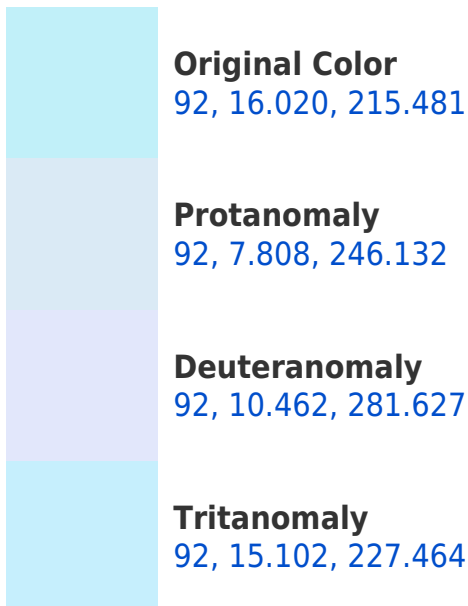 Original Color
92, 16.020, 215.481
Protanomaly
92, 7.808, 246.132
Deuteranomaly
92, 10.462, 281.627
Tritanomaly
92, 15.102, 227.464